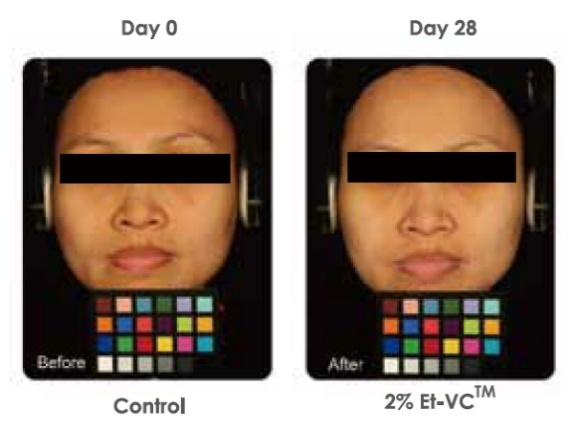 Day 0
Day 28
Before
After
Control
2% Et-VC™